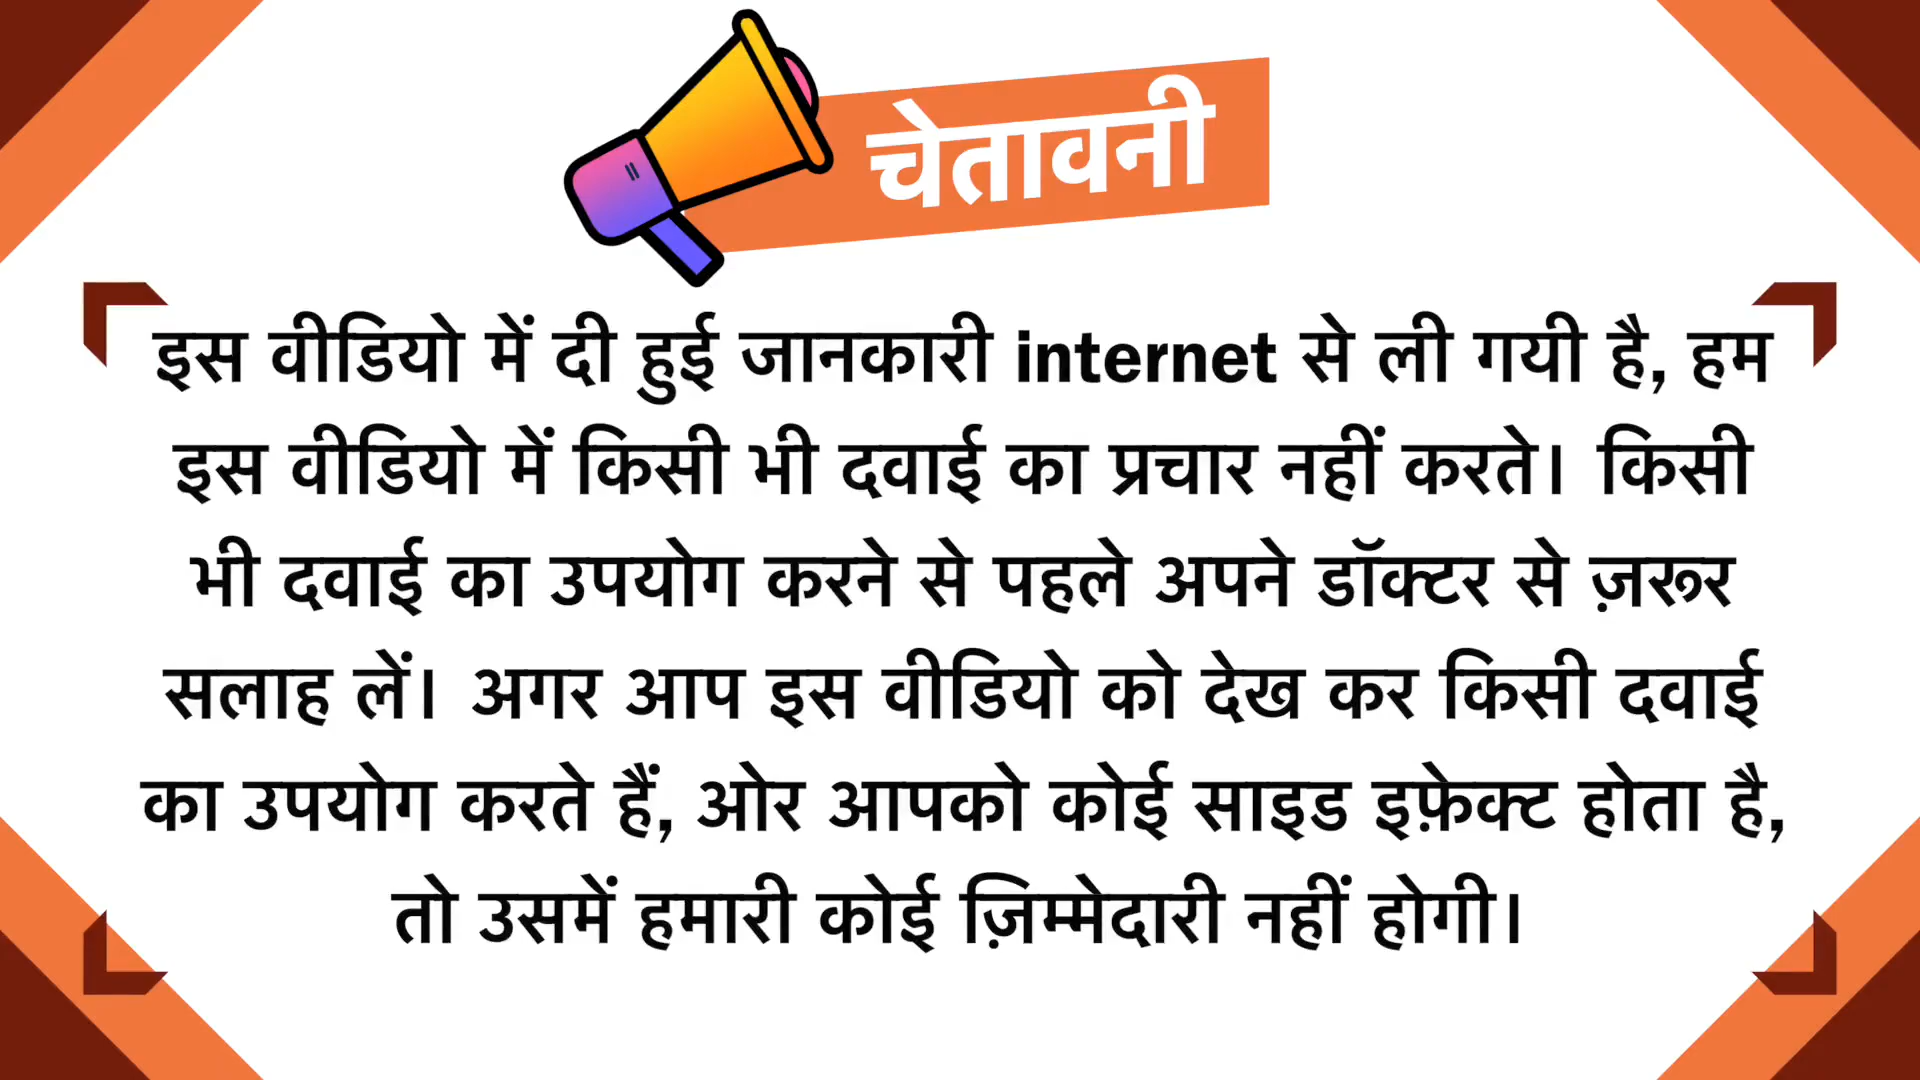 चेतावनी
इस वीडियो में दी हुई जानकारी internet से ली गयी है, हम
इस वीडियो में किसी भी दवाई का प्रचार नहीं करते। किसी
भी दवाई का उपयोग करने से पहले अपने डॉक्टर से ज़रूर
सलाह लें। अगर आप इस वीडियो को देख कर किसी दवाई
का उपयोग करते हैं, ओर आपको कोई साइड इफ़ेक्ट होता है,
तो उसमें हमारी कोई ज़िम्मेदारी नहीं होगी।